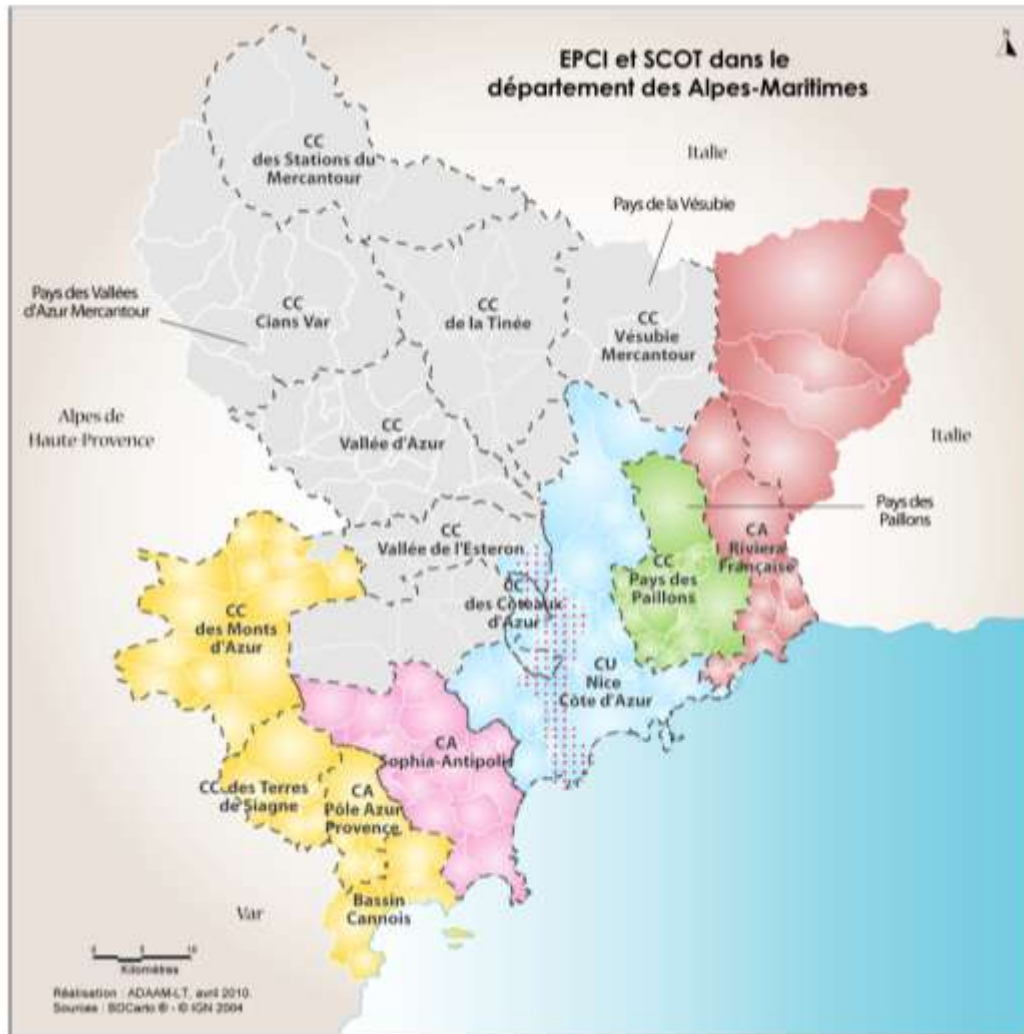 EPCI et SCOT dans le
département des Alpes-Maritimes
N
CC
des Stations du
Mercantour
Italie
Pays de la Vésubie
Pays des Vallées
d'Azur Mercantour
CC
Cians Var
CC
de la Tinée
CC
Vésubie
Mercantour
Alpes de
Haute-Provence
CC
Vallée d'Azur
Italie
Pays des
Paillons
CC
Vallée de l'Esteron
CA
Riviera
Française
CC
Pays des
Paillons
CC
des Côteaux
d'Azur
CC
des Monts
d'Azur
CU
Nice
Côte d'Azur
CA
Sophia-Antipolis
CC des Terres
de Siagne
CA
Pôle Azur
Provence
Bassin
Cannois
Var
0 5 10
Kilomètres
Réalisation : ADAAM-LT, avril 2010.
Sources : BDCarto ® - © IGN 2004